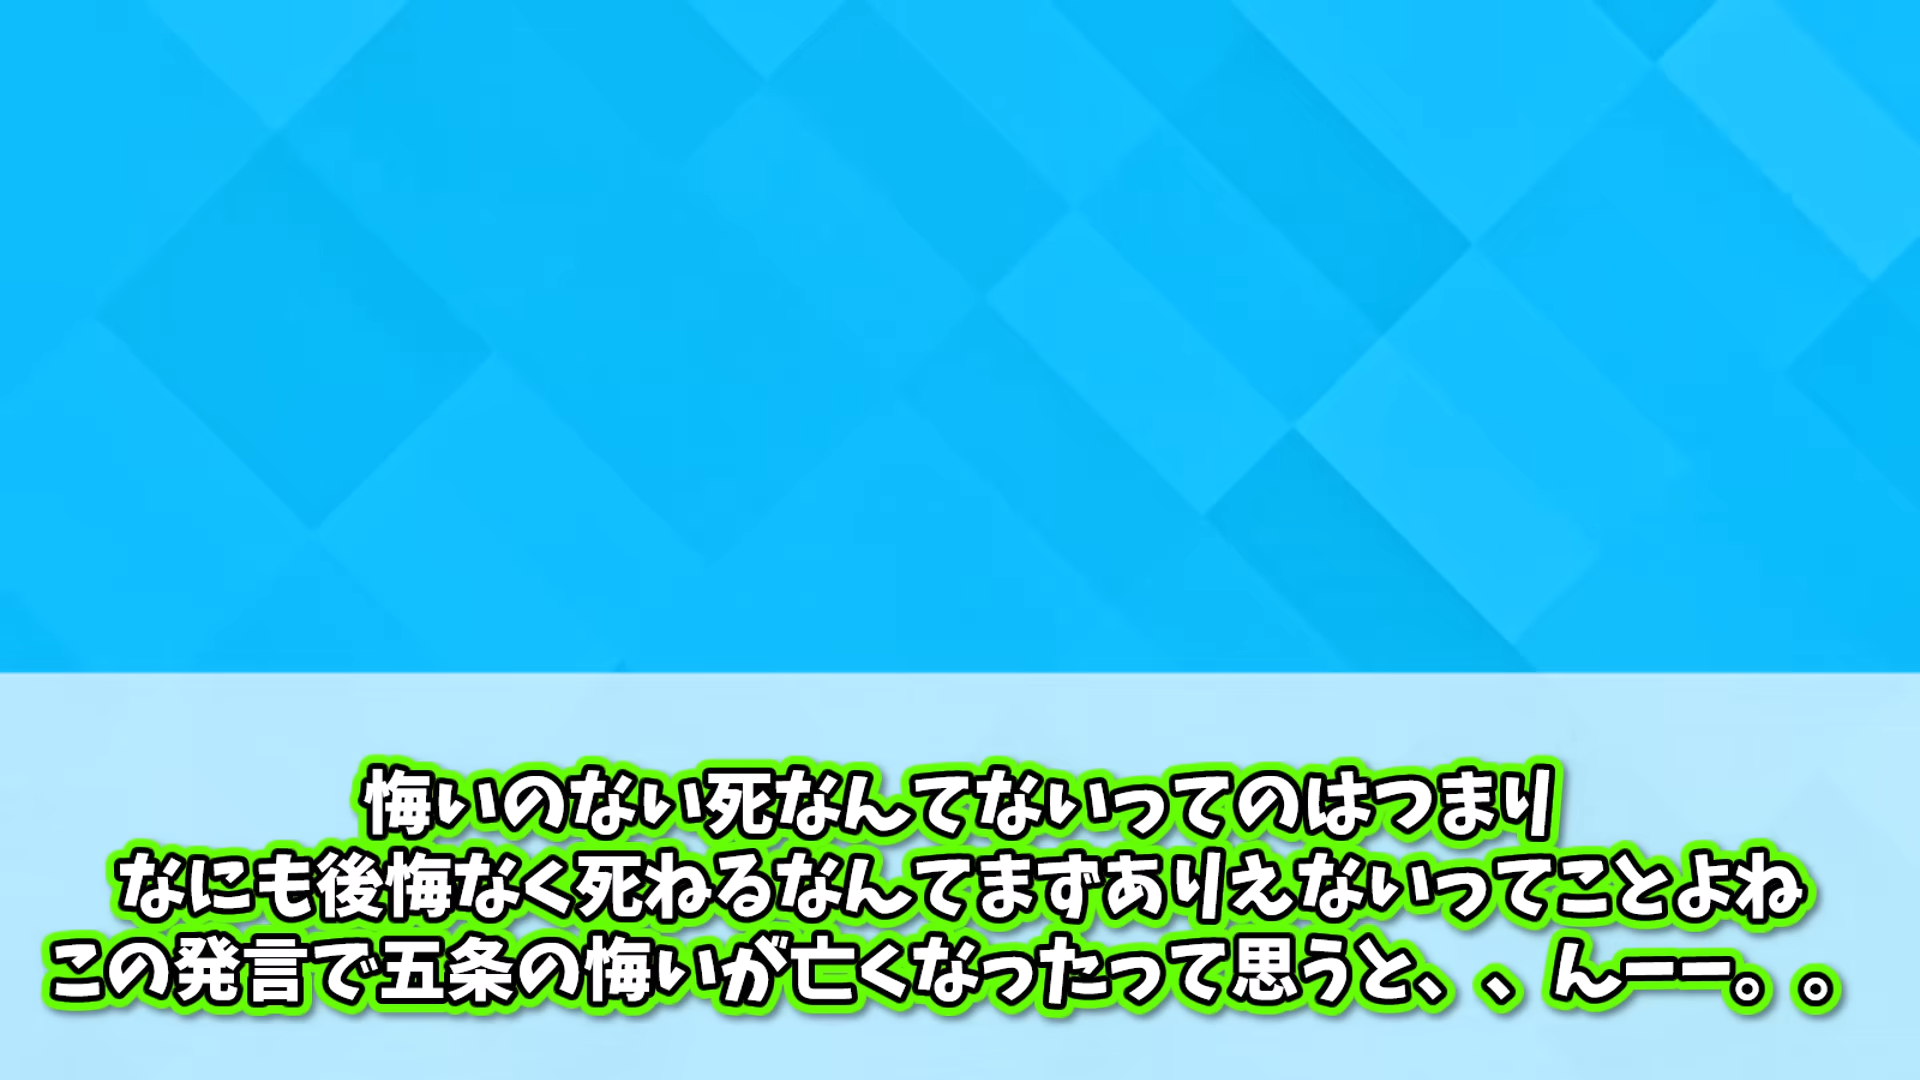 悔いのない死なんてないってのはつまり
なにも後悔なく死ねるなんてまずありえないってことよね
この発言で五条の悔いが亡くなったって思うと、、んーー。。